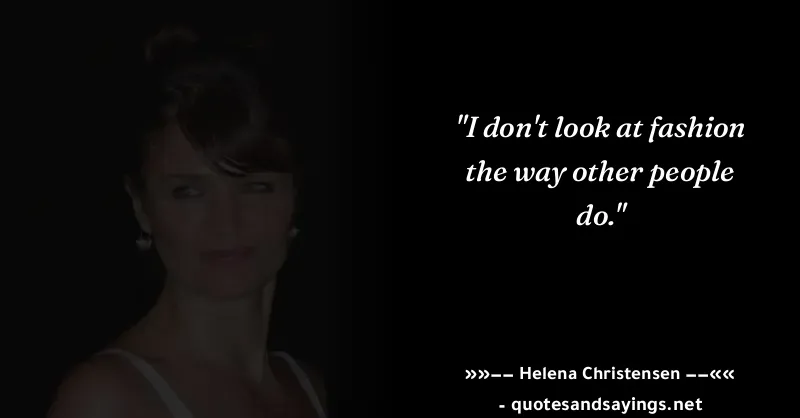 "I don't look at fashion
the way other people
do."
»»−− Helena Christensen −−««
- quotesandsayings.net